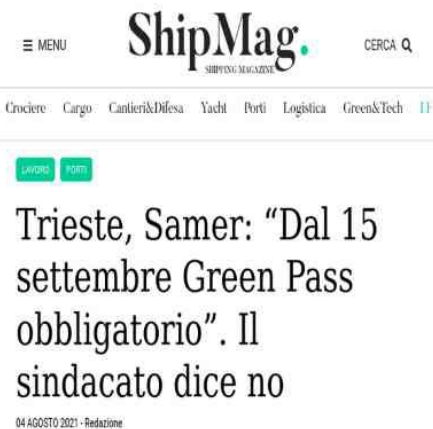 ≡ MENU
ShipMag.
SHIPPING MAGAZINE
CERCA
Crociere Cargo Cantieri&Difesa Yacht Porti Logistica Green&Tech
LAVORO PORTI
Trieste, Samer: “Dal 15
settembre Green Pass
obbligatorio”. Il
sindacato dice no
04 AGOSTO 2021 - Redazione